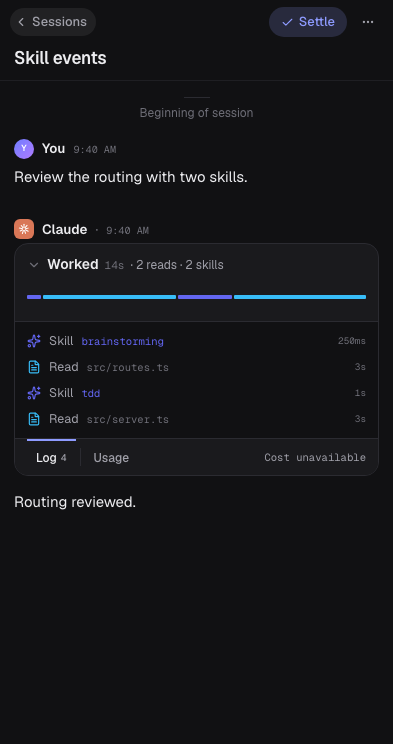 Sessions
Settle
Skill events
Beginning of session
Y You 9:40 AM
Review the routing with two skills.
Claude · 9:40 AM
Worked 14s · 2 reads · 2 skills
Skill brainstorming 250ms
Read src/routes.ts 3s
Skill tdd 1s
Read src/server.ts 3s
Log 4 Usage Cost unavailable
Routing reviewed.